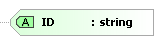 A ID : string